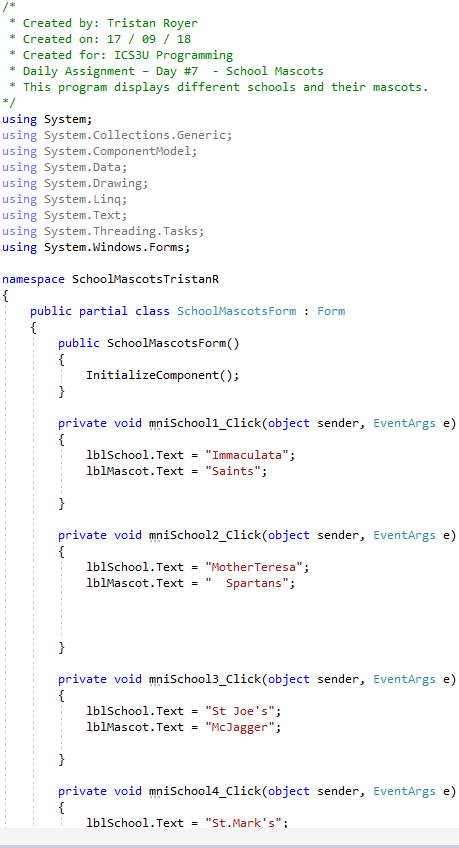 /*
 * Created by: Tristan Royer
 * Created on: 17 / 09 / 18
 * Created for: ICS3U Programming
 * Daily Assignment – Day #7  - School Mascots
 * This program displays different schools and their mascots.
*/
using System;
using System.Collections.Generic;
using System.ComponentModel;
using System.Data;
using System.Drawing;
using System.Linq;
using System.Text;
using System.Threading.Tasks;
using System.Windows.Forms;

namespace SchoolMascotsTristanR
{
    public partial class SchoolMascotsForm : Form
    {
        public SchoolMascotsForm()
        {
            InitializeComponent();
        }

        private void mniSchool1_Click(object sender, EventArgs e)
        {
            lblSchool.Text = "Immaculata";
            lblMascot.Text = "Saints";

        }

        private void mniSchool2_Click(object sender, EventArgs e)
        {
            lblSchool.Text = "MotherTeresa";
            lblMascot.Text = "  Spartans";



        }

        private void mniSchool3_Click(object sender, EventArgs e)
        {
            lblSchool.Text = "St Joe's";
            lblMascot.Text = "McJagger";

        }

        private void mniSchool4_Click(object sender, EventArgs e)
        {
            lblSchool.Text = "St.Mark's";